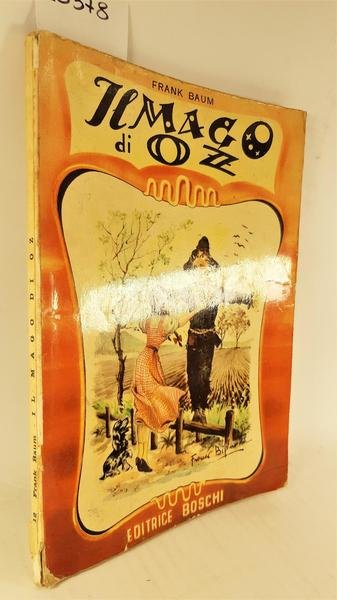 FRANK BAUM
Il MAGO
di OZ
EDITRICE BOSCHI
12 Frank Baum - IL MAGO DI OZ